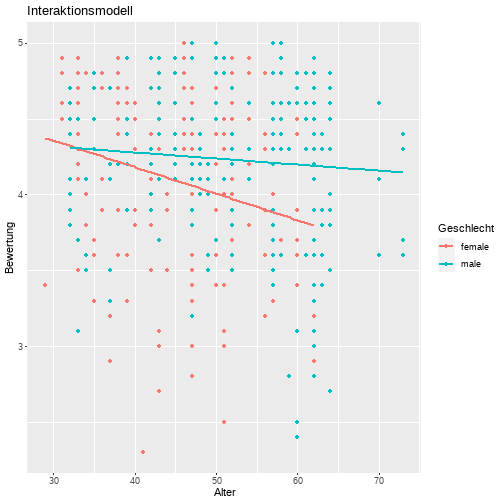 Interaktionsmodell
5
4
3
Bewertung
30
40
50
60
70
Alter
Geschlecht
female
male